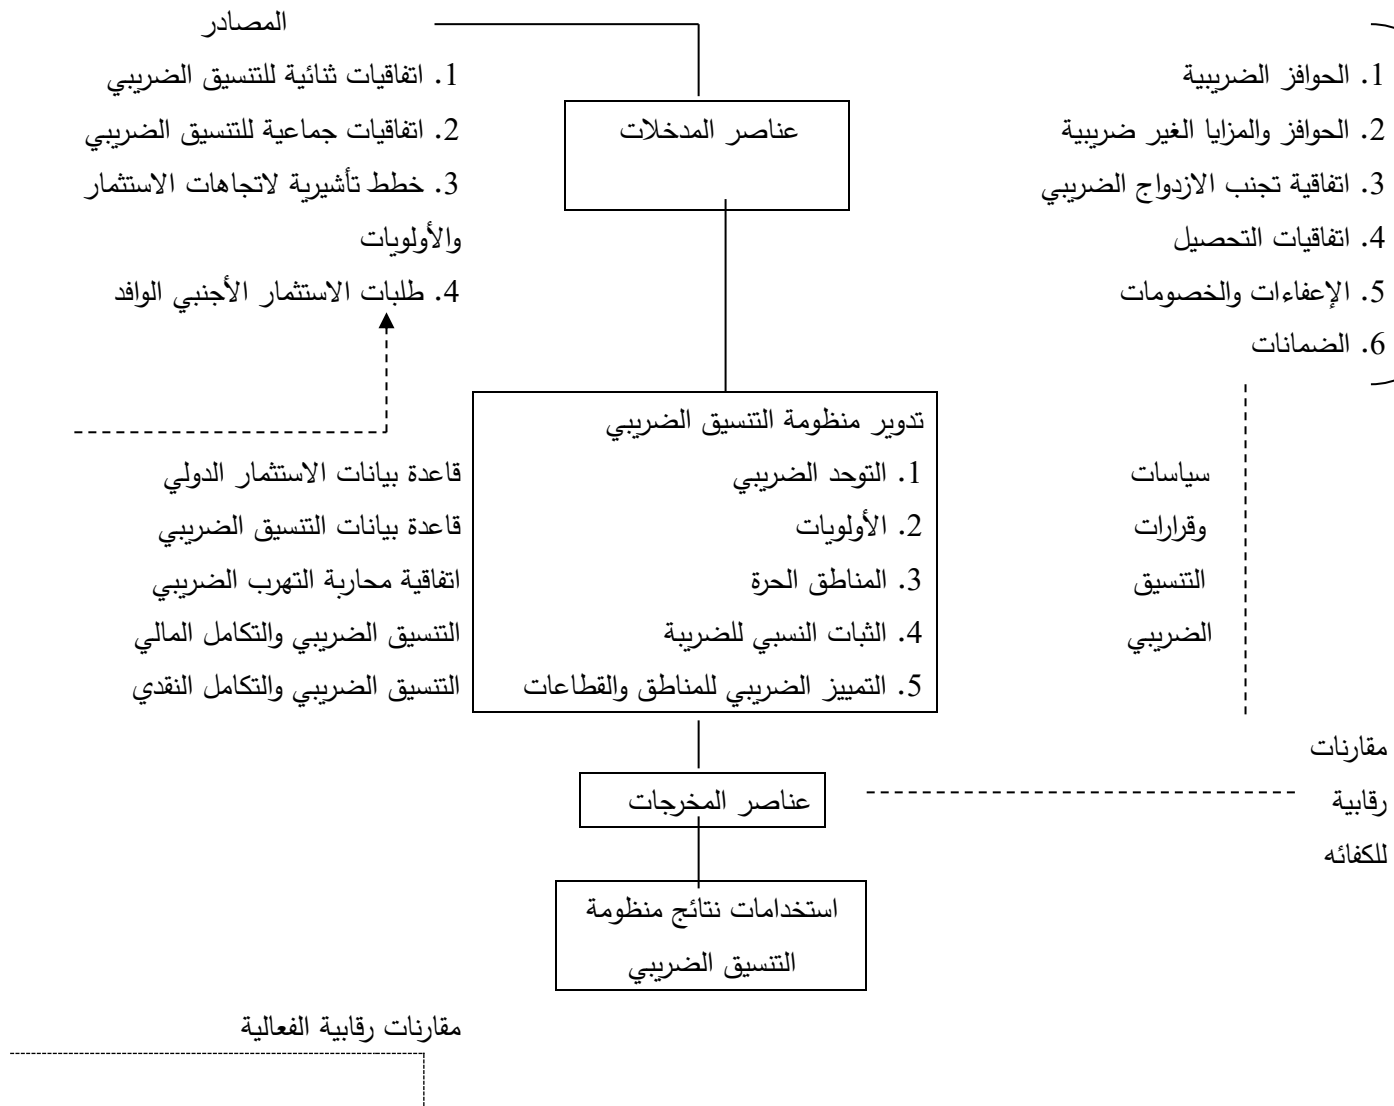 المصادر
1. الحوافز الضريبية
2. الحوافز والمزايا الغير ضريبية
3. اتفاقية تجنب الازدواج الضريبي
4. اتفاقيات التحصيل
5. الإعفاءات والخصومات
6. الضمانات
عناصر المدخلات
1. اتفاقيات ثنائية للتنسيق الضريبي
2. اتفاقيات جماعية للتنسيق الضريبي
3. خطط تأشيرية لاتجاهات الاستثمار
والأولويات
4. طلبات الاستثمار الأجنبي الوافد
سياسات
وقرارات
التنسيق
الضريبي
تدوير منظومة التنسيق الضريبي
1. التوحد الضريبي
2. الأولويات
3. المناطق الحرة
4. الثبات النسبي للضريبة
5. التمييز الضريبي للمناطق والقطاعات
قاعدة بيانات الاستثمار الدولي
قاعدة بيانات التنسيق الضريبي
اتفاقية محاربة التهرب الضريبي
التنسيق الضريبي والتكامل المالي
التنسيق الضريبي والتكامل النقدي
مقارنات
رقابية
للكفائه
عناصر المخرجات
استخدامات نتائج منظومة
التنسيق الضريبي
مقارنات رقابية الفعالية